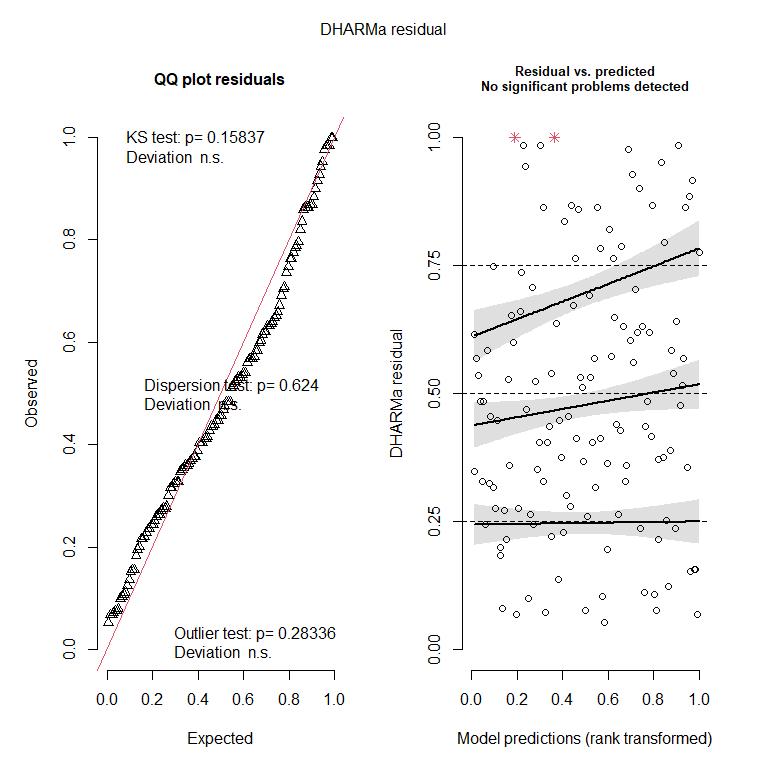 DHARMa residual
QQ plot residuals
KS test: p= 0.15837
Deviation n.s.
Dispersion test: p= 0.624
Deviation n.s.
Outlier test: p= 0.28336
Deviation n.s.
Observed
0.0 0.2 0.4 0.6 0.8 1.0
0.0 0.2 0.4 0.6 0.8 1.0
Expected
Residual vs. predicted
No significant problems detected
DHARMa residual
0.00 0.25 0.50 0.75 1.00
0.0 0.2 0.4 0.6 0.8 1.0
Model predictions (rank transformed)